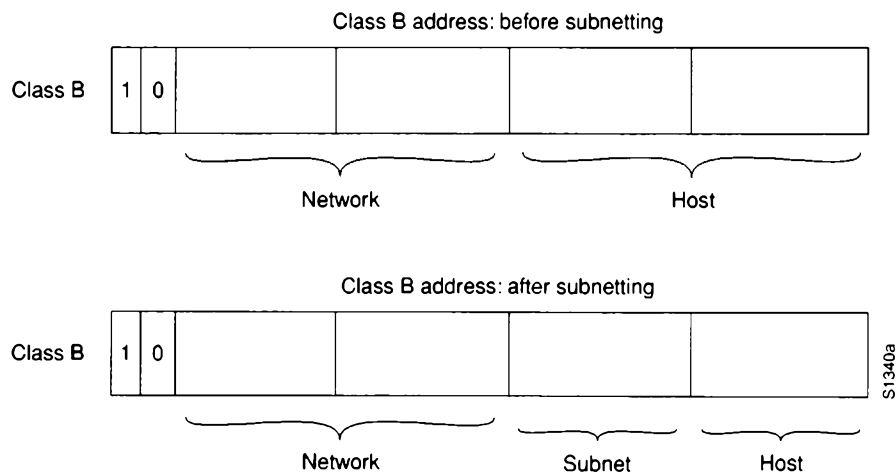 Class B address: before subnetting
Class B 1 0
Network Host
Class B address: after subnetting
Class B 1 0
S1340a
Network Subnet Host